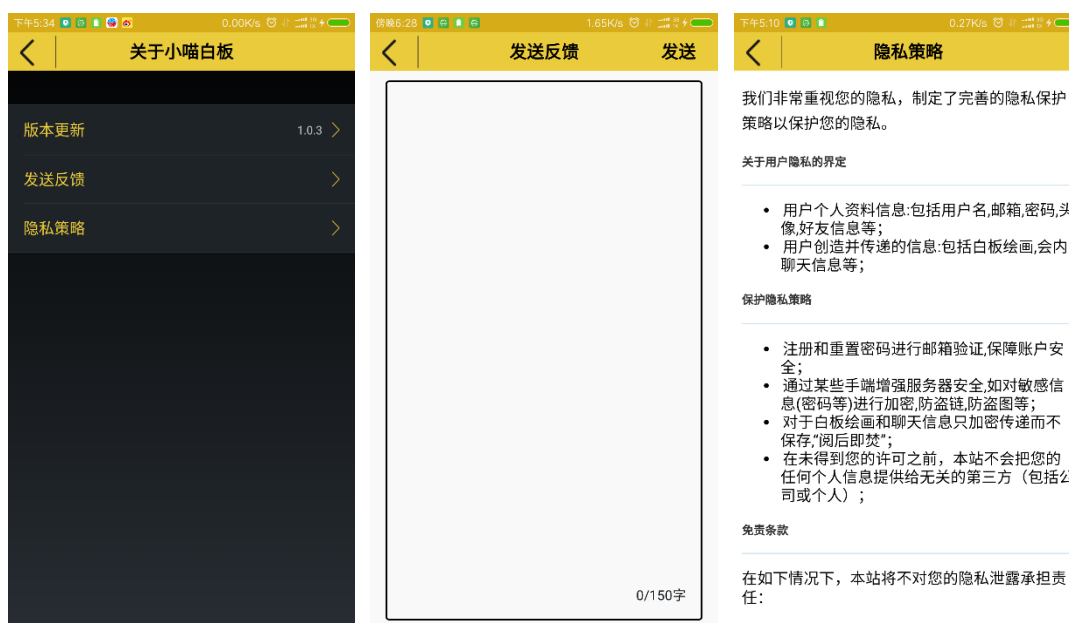 下午5:34
0.00K/s
关于小喵白板
版本更新
1.0.3
发送反馈
隐私策略
傍晚6:28
1.65K/s
发送反馈
发送
0/150字
下午5:10
0.27K/s
隐私策略
我们非常重视您的隐私，制定了完善的隐私保护
策略以保护您的隐私。
关于用户隐私的界定
• 用户个人资料信息:包括用户名,邮箱,密码,头
像,好友信息等；
• 用户创造并传递的信息:包括白板绘画,会内
聊天信息等；
保护隐私策略
• 注册和重置密码进行邮箱验证,保障账户安
全；
• 通过某些手端增强服务器安全,如对敏感信
息(密码等)进行加密,防盗链,防盗图等；
• 对于白板绘画和聊天信息只加密传递而不
保存,“阅后即焚”；
• 在未得到您的许可之前，本站不会把您的
任何个人信息提供给无关的第三方（包括公
司或个人）；
免责条款
在如下情况下，本站将不对您的隐私泄露承担责
任：